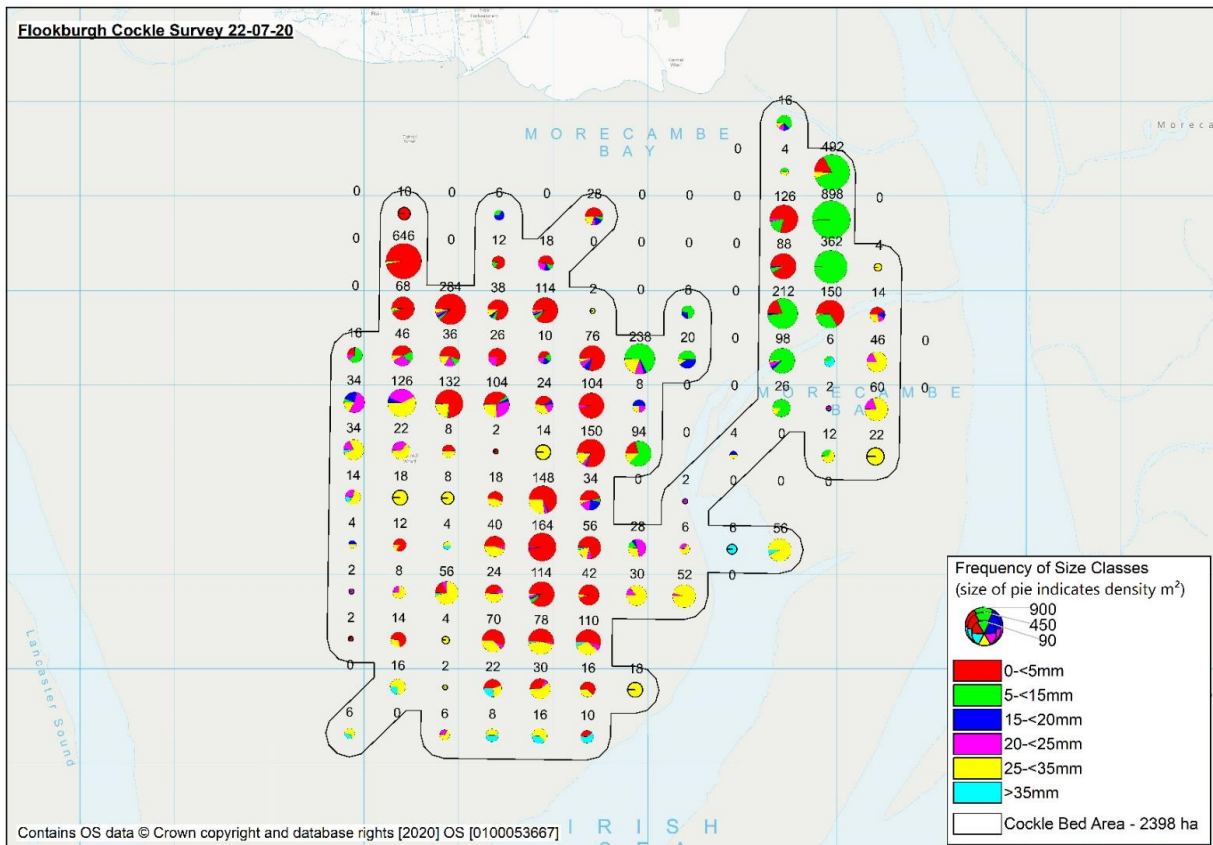 Flookburgh Cockle Survey 22-07-20
MORECAMBE
BAY
16
0 4 492
0 10 0 6 0 28 0 0 0 126 898 0
0 646 0 12 18 0 0 0 0 88 362 4
0 68 284 38 114 2 0 8 0 212 150 14
16 46 36 26 10 76 238 20 0 98 6 46 0
34 126 132 104 24 104 8 0 0 26 2 60 0
MORECAMBE
34 22 8 2 14 150 94 0 4 0 12 22
14 18 8 18 148 34 0 2 0 0 0
4 12 4 40 164 56 28 6 6 56
2 8 56 24 114 42 30 52 0
2 14 4 70 78 110
0 16 2 22 30 16 18
6 0 6 8 16 10
Lancaster Sound
IRISH
Frequency of Size Classes
(size of pie indicates density m²)
900
450
90
0-<5mm
5-<15mm
15-<20mm
20-<25mm
25-<35mm
>35mm
Cockle Bed Area - 2398 ha
Contains OS data © Crown copyright and database rights [2020] OS [0100053667]